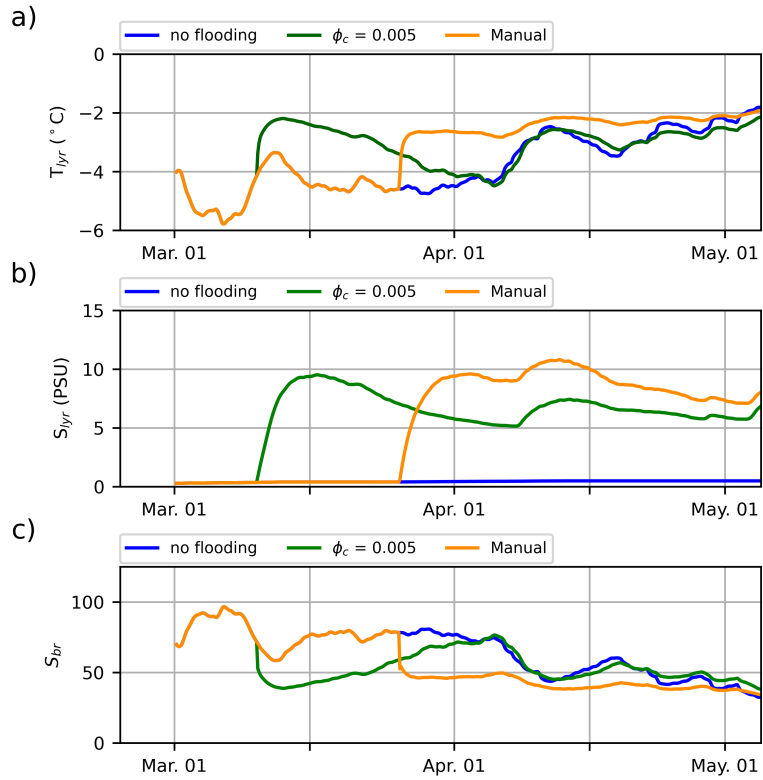 a)
no flooding ϕc = 0.005 Manual
0
−2
−4
−6
Tlyr (°C)
Mar. 01 Apr. 01 May. 01
b)
no flooding ϕc = 0.005 Manual
15
10
5
0
Slyr (PSU)
Mar. 01 Apr. 01 May. 01
c)
no flooding ϕc = 0.005 Manual
100
50
0
Sbr
Mar. 01 Apr. 01 May. 01